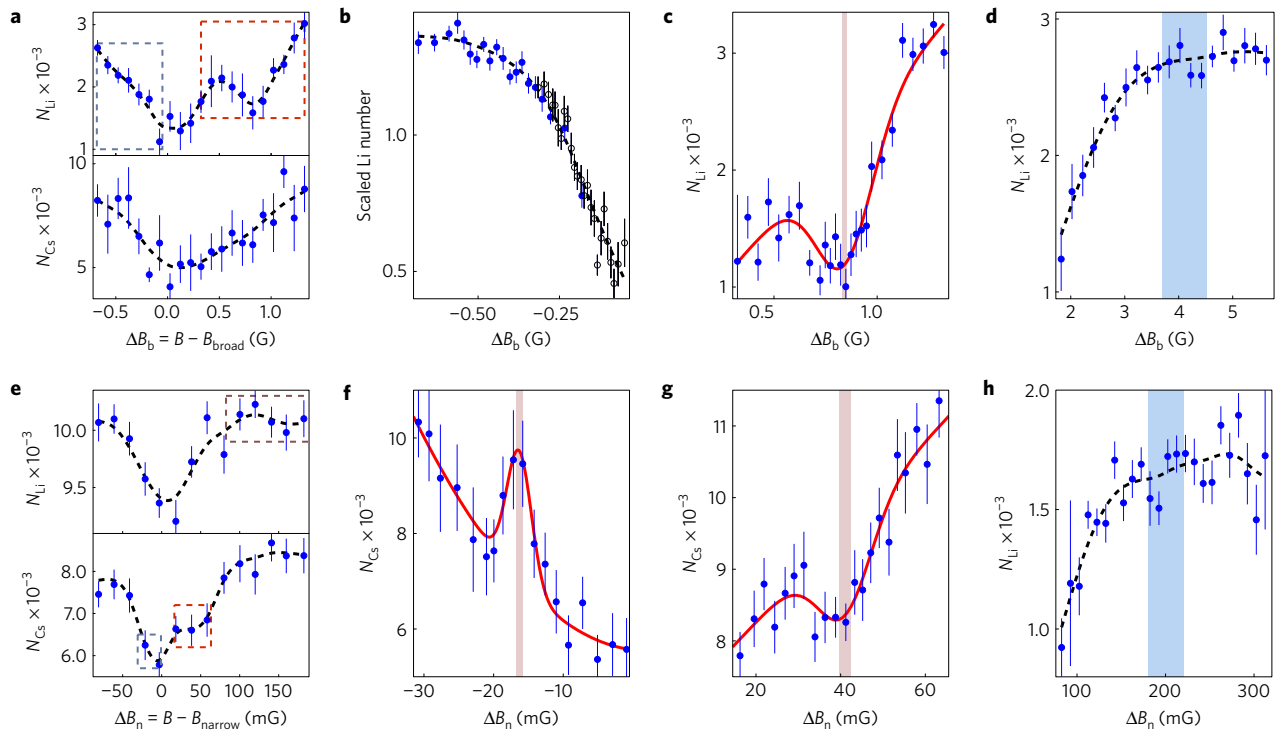 a
b
c
d
3
2
1
N_Li × 10⁻³
10
5
N_Cs × 10⁻³
−0.5 0.0 0.5 1.0
ΔB_b = B − B_broad (G)
1.0
0.5
Scaled Li number
−0.50 −0.25
ΔB_b (G)
3
2
1
N_Li × 10⁻³
0.5 1.0
ΔB_b (G)
3
2
1
N_Li × 10⁻³
2 3 4 5
ΔB_b (G)
e
f
g
h
10.0
9.5
N_Li × 10⁻³
8.0
7.0
6.0
N_Cs × 10⁻³
−50 0 50 100 150
ΔB_n = B − B_narrow (mG)
10
8
6
N_Cs × 10⁻³
−30 −20 −10
ΔB_n (mG)
11
10
9
8
N_Cs × 10⁻³
20 40 60
ΔB_n (mG)
2.0
1.5
1.0
N_Li × 10⁻³
100 200 300
ΔB_n (mG)